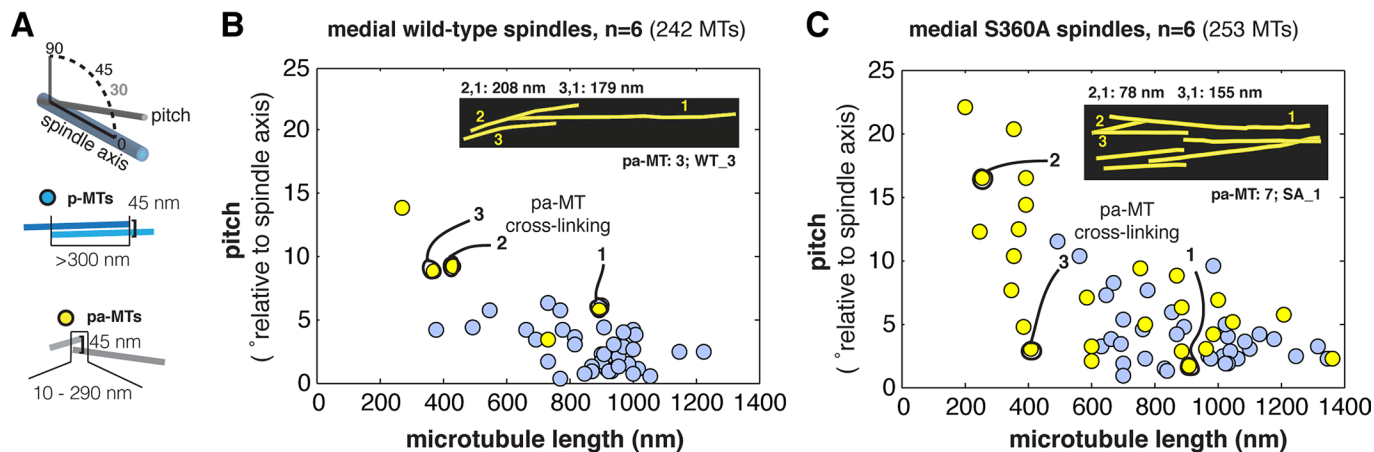 A
90
45
30
0
pitch
spindle axis
p-MTs
45 nm
>300 nm
pa-MTs
45 nm
10 - 290 nm
B
medial wild-type spindles, n=6 (242 MTs)
25
20
15
10
5
0
pitch
( ° relative to spindle axis)
2,1: 208 nm 3,1: 179 nm
1
2
3
pa-MT: 3; WT_3
pa-MT
cross-linking
3
2
1
0 200 400 600 800 1000 1200 1400
microtubule length (nm)
C
medial S360A spindles, n=6 (253 MTs)
25
20
15
10
5
0
pitch
( ° relative to spindle axis)
2,1: 78 nm 3,1: 155 nm
2
1
3
pa-MT: 7; SA_1
2
pa-MT
cross-linking
3
1
0 200 400 600 800 1000 1200 1400
microtubule length (nm)